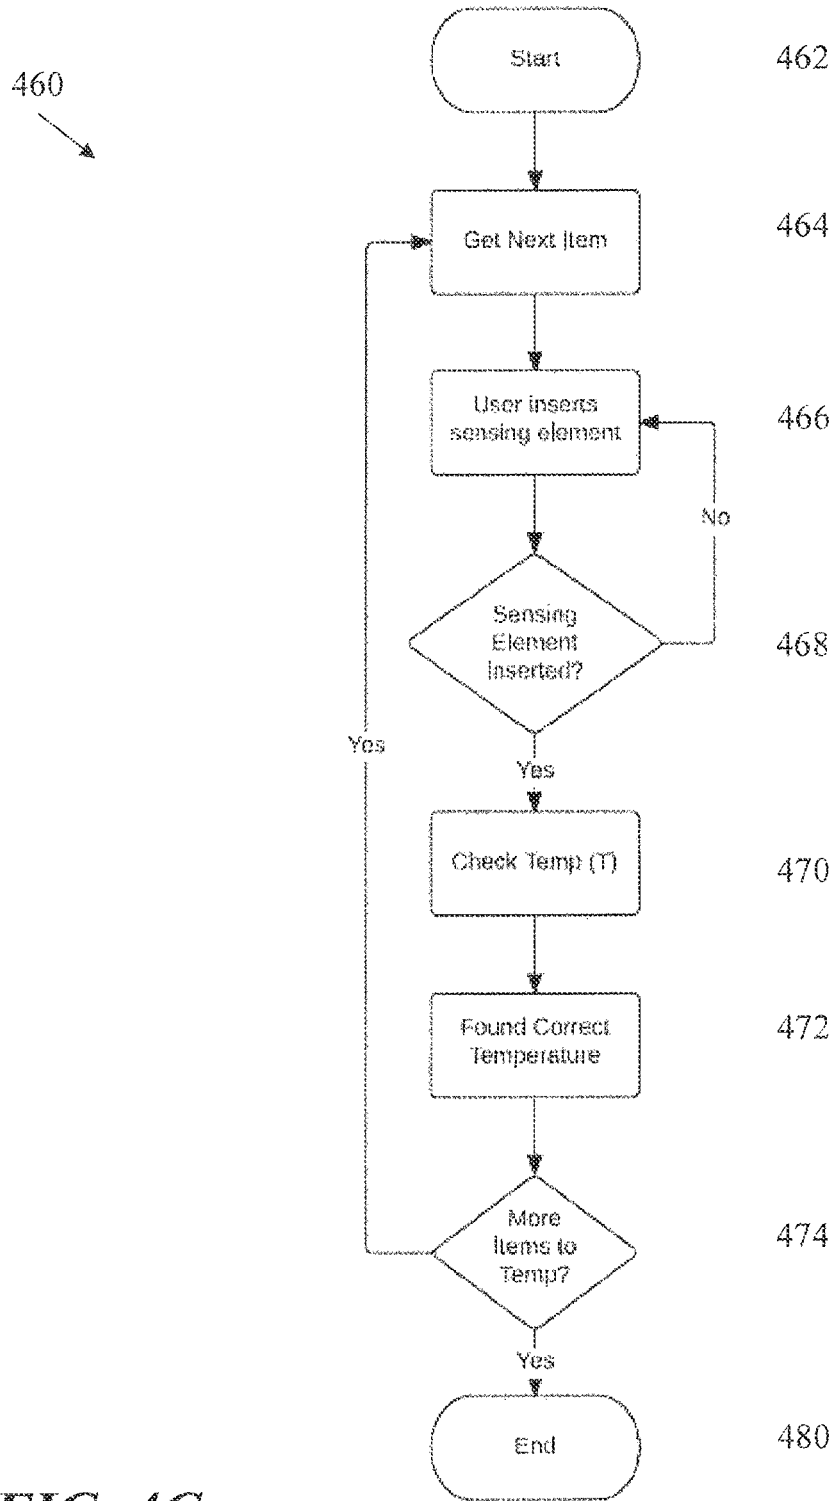 Start
462
460
Get Next Item
464
User inserts
sensing element
466
No
Sensing
Element
Inserted?
468
Yes
Yes
Check Temp (T)
470
Found Correct
Temperature
472
More
Items to
Temp?
474
Yes
End
480